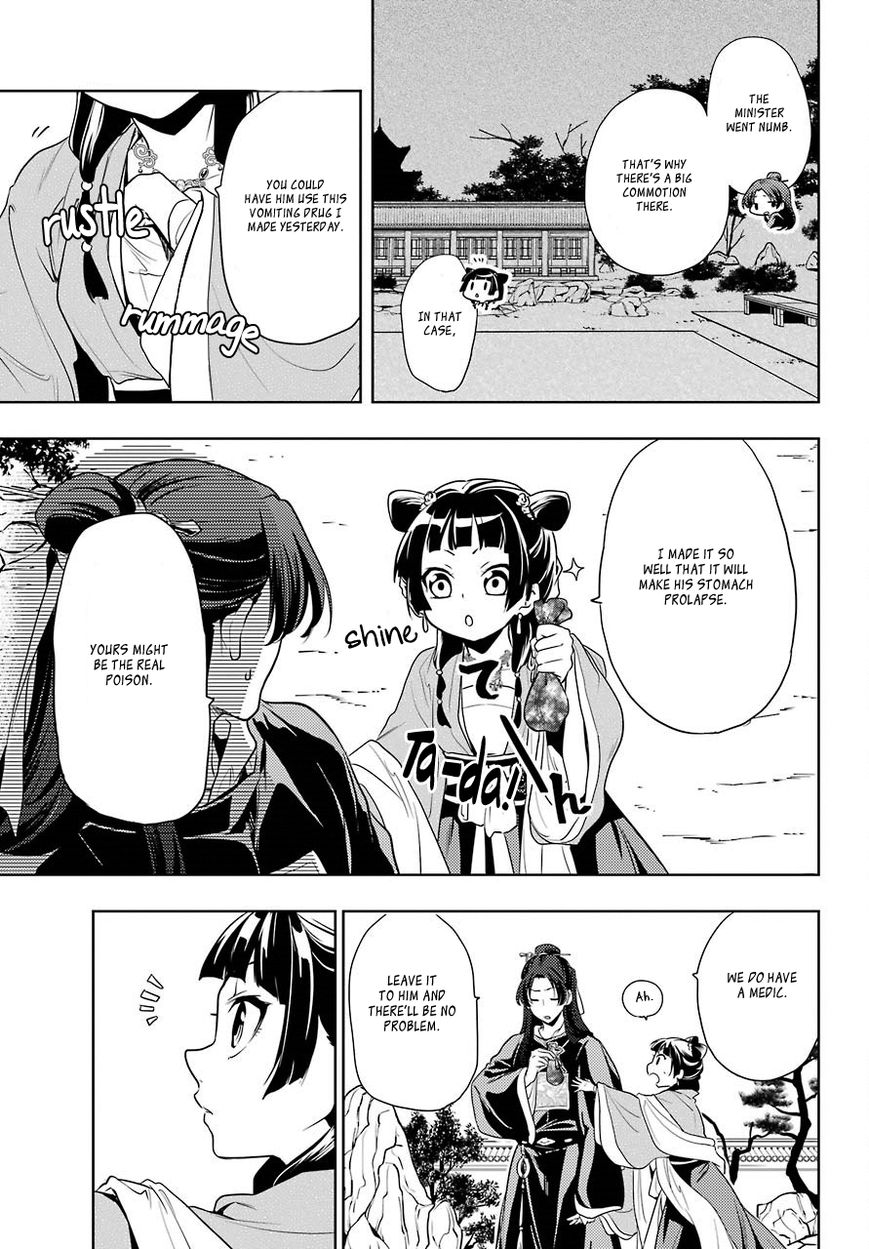 THE
MINISTER
WENT NUMB.
THAT'S WHY
THERE'S A BIG
COMMOTION
THERE.
IN THAT
CASE,
YOU COULD
HAVE HIM USE THIS
VOMITING DRUG I
MADE YESTERDAY.
rustle
rummage
I MADE IT SO
WELL THAT IT WILL
MAKE HIS STOMACH
PROLAPSE.
shine
てーん
Ta-da!
YOURS MIGHT
BE THE REAL
POISON.
WE DO HAVE
A MEDIC.
Ah.
LEAVE IT
TO HIM AND
THERE'LL BE NO
PROBLEM.